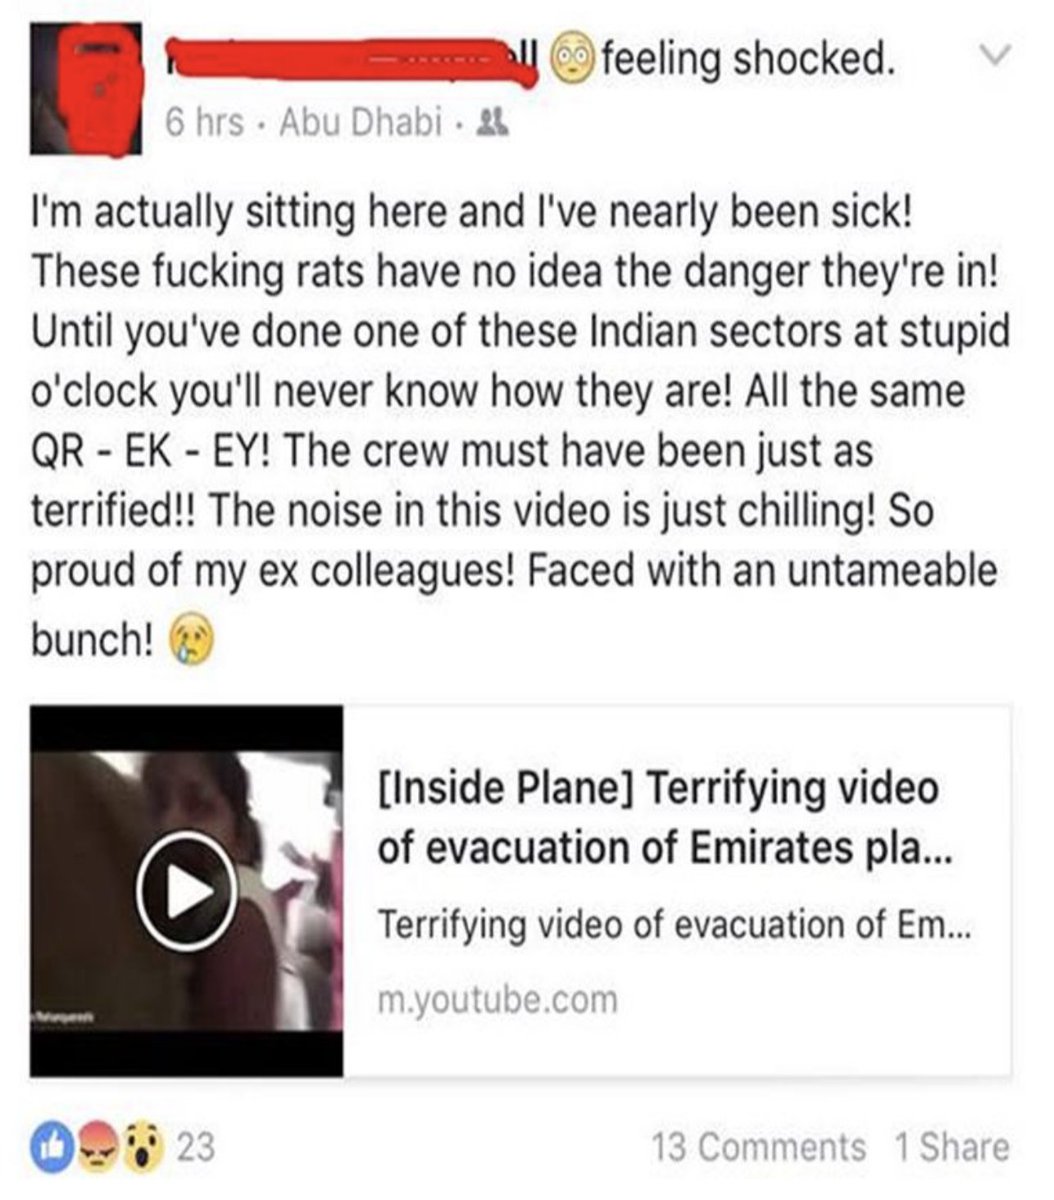 feeling shocked.
6 hrs · Abu Dhabi ·
I'm actually sitting here and I've nearly been sick!
These fucking rats have no idea the danger they're in!
Until you've done one of these Indian sectors at stupid
o'clock you'll never know how they are! All the same
QR - EK - EY! The crew must have been just as
terrified!! The noise in this video is just chilling! So
proud of my ex colleagues! Faced with an untameable
bunch!
[Inside Plane] Terrifying video
of evacuation of Emirates pla...
Terrifying video of evacuation of Em...
m.youtube.com
23
13 Comments 1 Share